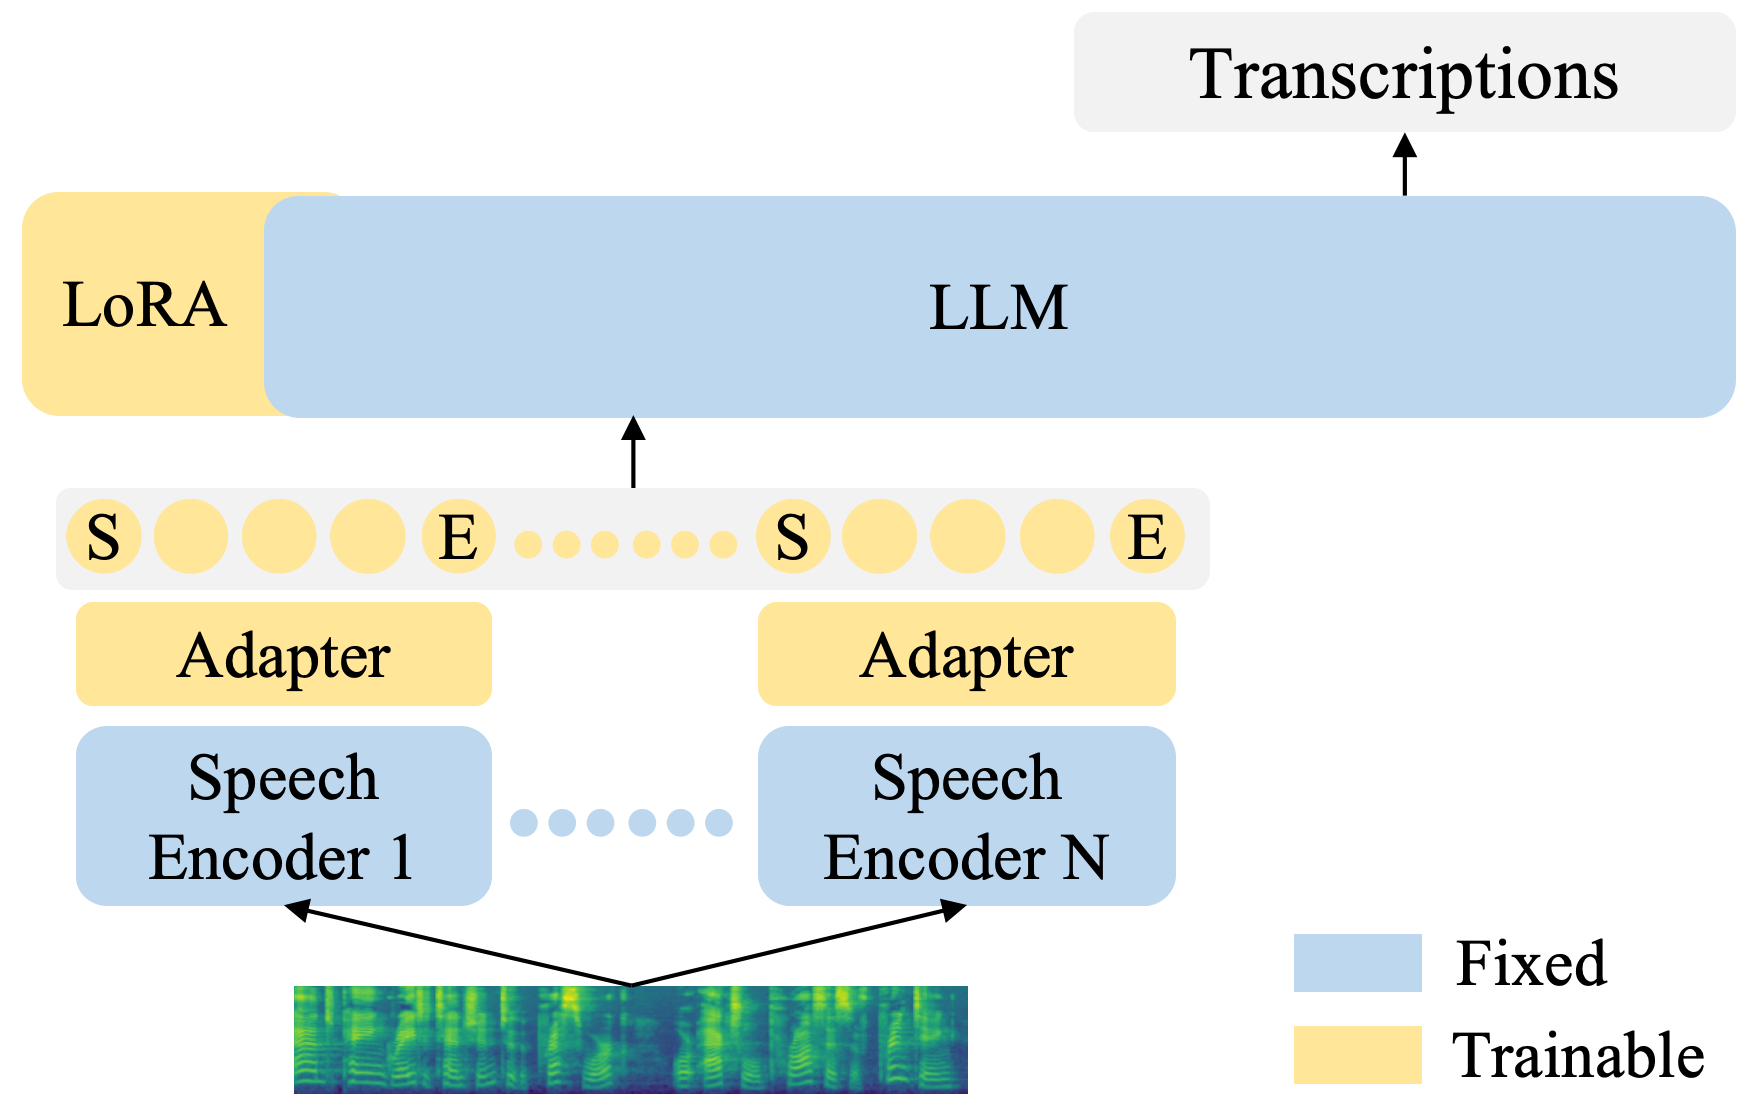 Transcriptions
LoRA
LLM
S
E
S
E
Adapter
Adapter
Speech
Encoder 1
Speech
Encoder N
Fixed
Trainable